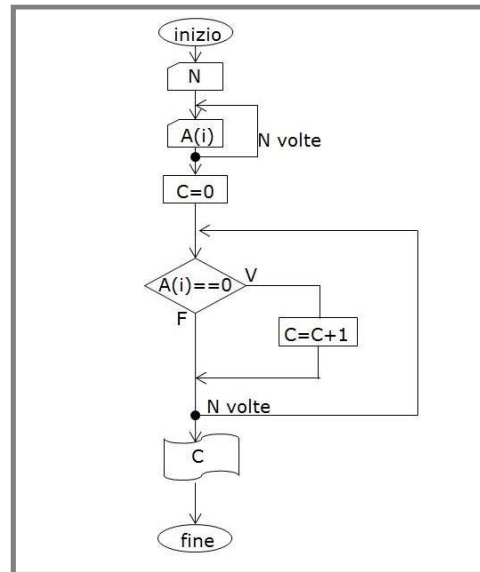 inizio
N
A(i)
N volte
C=0
A(i)==0
V
F
C=C+1
N volte
C
fine